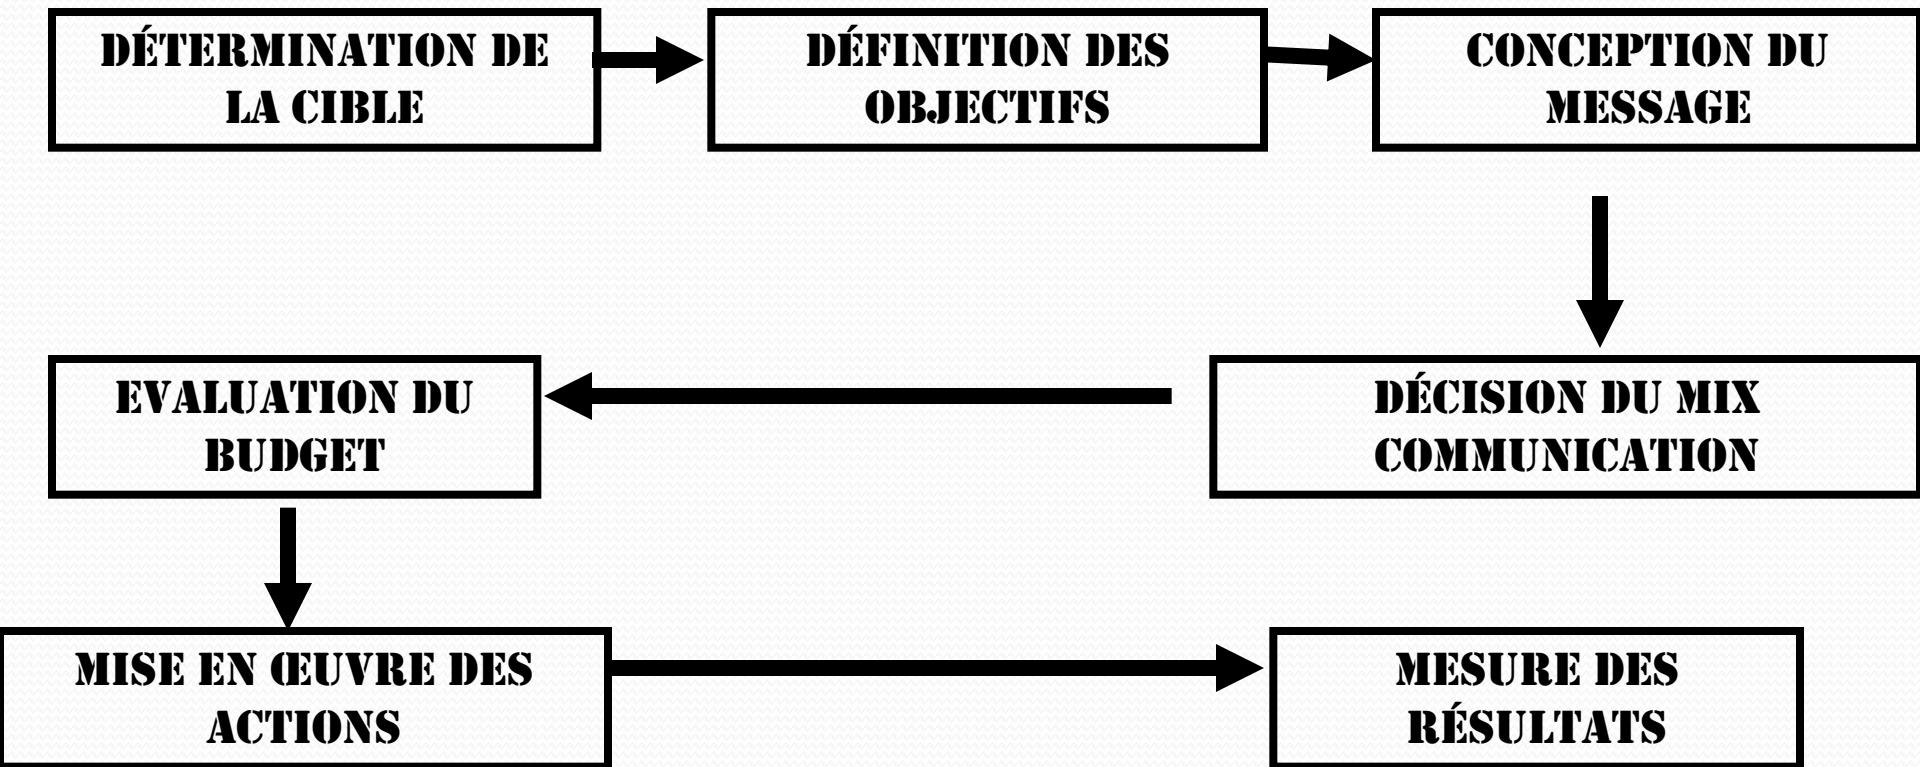 DÉTERMINATION DE
LA CIBLE
DÉFINITION DES
OBJECTIFS
CONCEPTION DU
MESSAGE
EVALUATION DU
BUDGET
DÉCISION DU MIX
COMMUNICATION
MISE EN ŒUVRE DES
ACTIONS
MESURE DES
RÉSULTATS